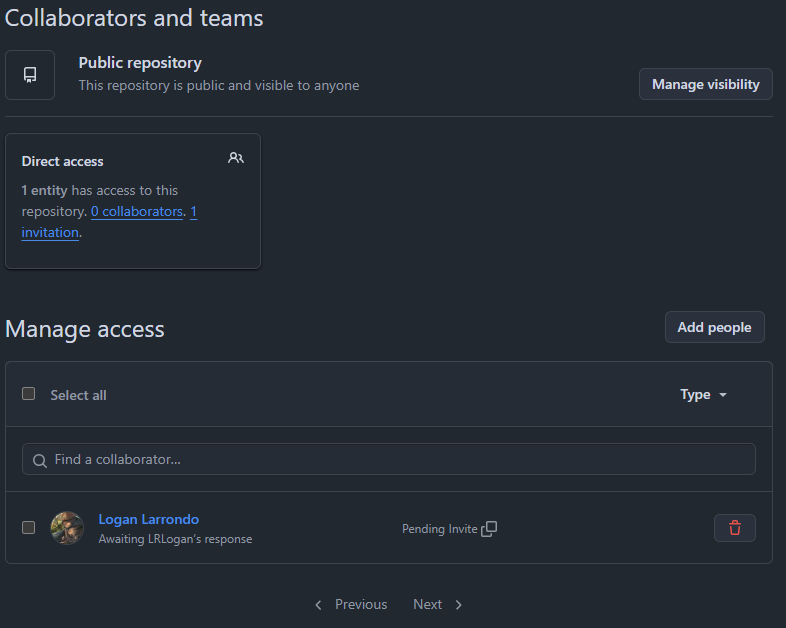 Collaborators and teams
Public repository
This repository is public and visible to anyone
Manage visibility
Direct access
1 entity has access to this
repository. 0 collaborators. 1
invitation.
Manage access
Add people
Select all
Type
Find a collaborator...
Logan Larrondo
Awaiting LRLogan's response
Pending Invite
Previous
Next